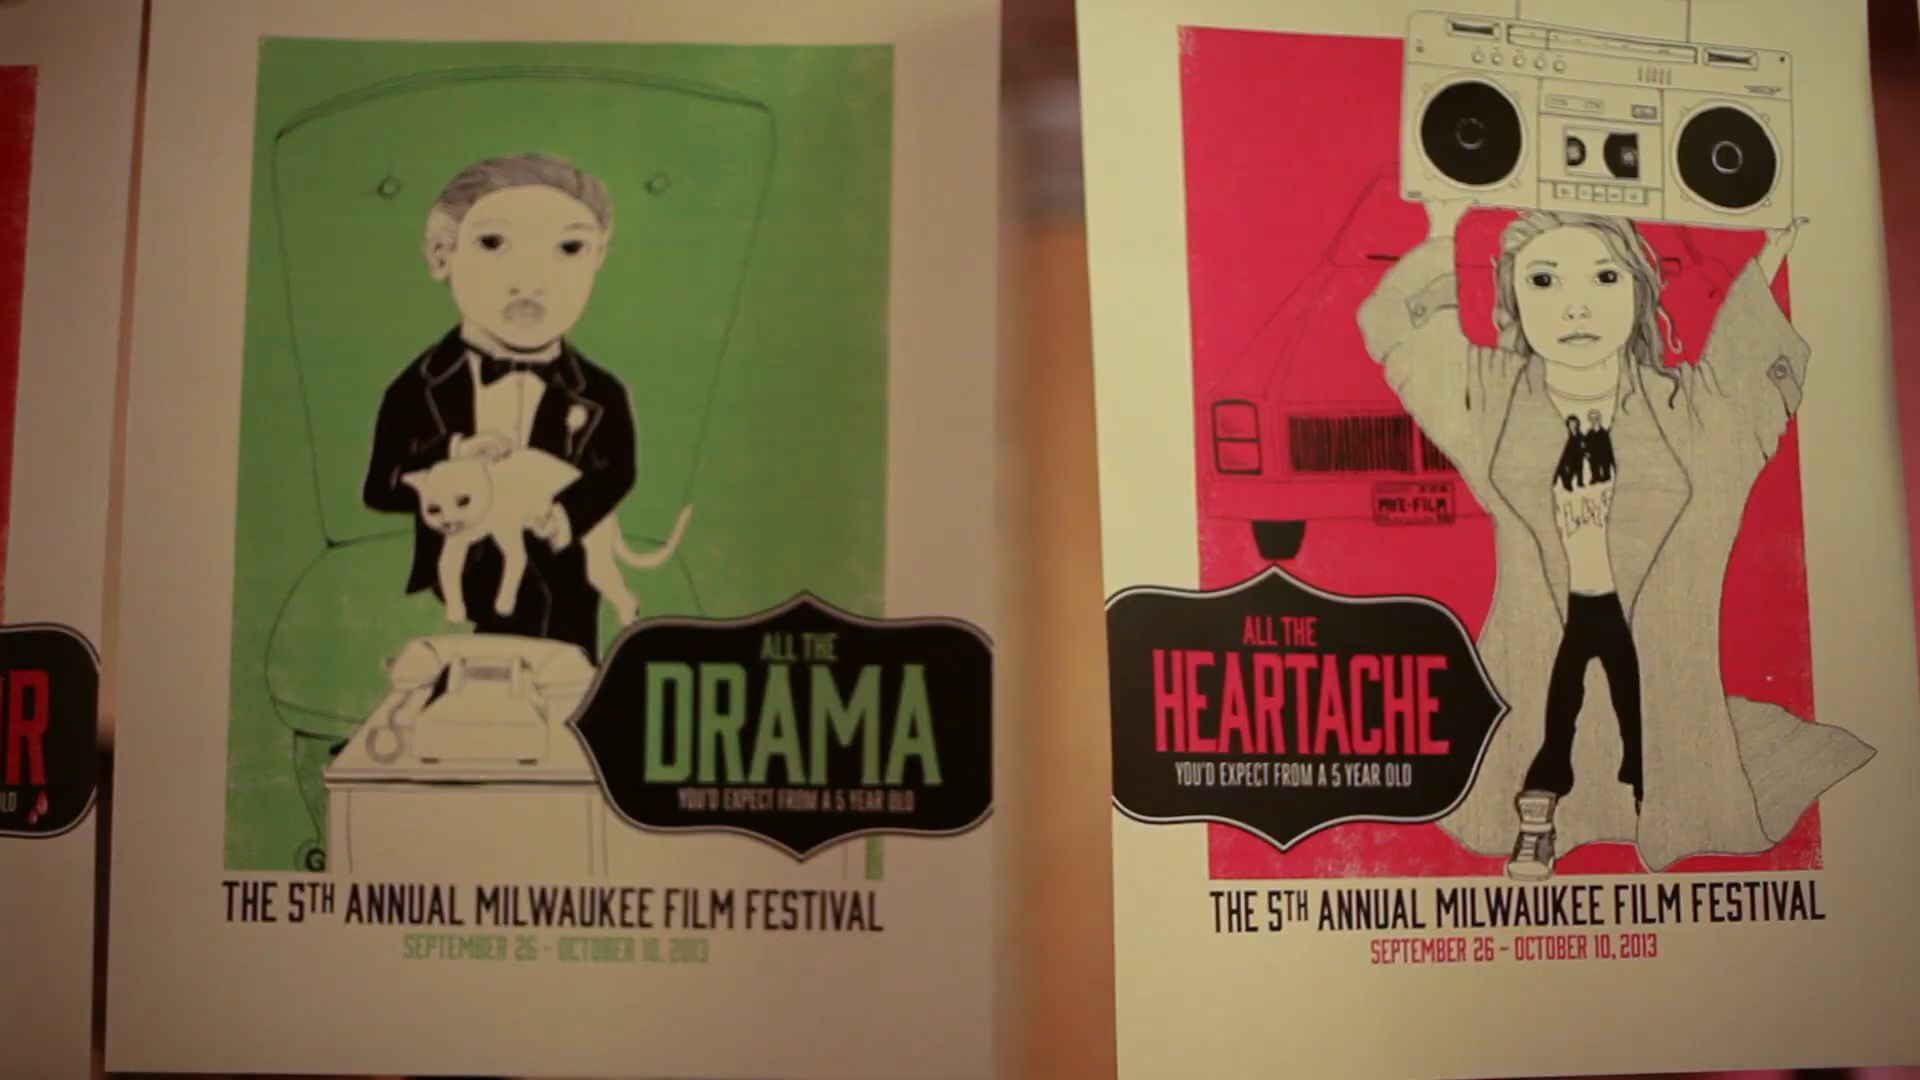 R
LD
ALL THE
DRAMA
YOU'D EXPECT FROM A 5 YEAR OLD
G
THE 5TH ANNUAL MILWAUKEE FILM FESTIVAL
SEPTEMBER 26 - OCTOBER 10, 2013
MKE-FILM
ALL THE
HEARTACHE
YOU'D EXPECT FROM A 5 YEAR OLD
THE 5TH ANNUAL MILWAUKEE FILM FESTIVAL
SEPTEMBER 26 - OCTOBER 10, 2013